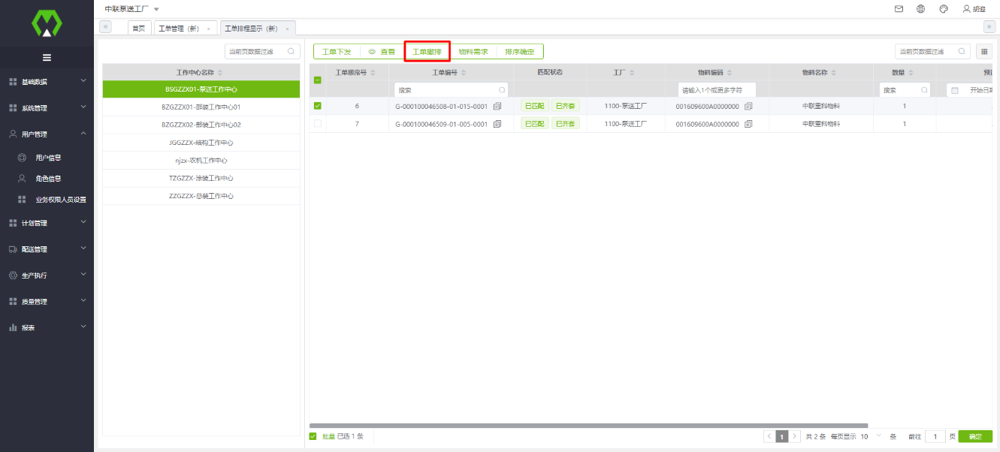 中联泵送工厂
胡迎
首页
工单管理（新） ×
工单排程显示（新） ×
基础数据
系统管理
用户管理
用户信息
角色信息
业务权限人员设置
计划管理
配送管理
生产执行
质量管理
报表
当前页数据过滤
工作中心名称
BSGZZX01-泵送工作中心
BZGZZX01-部装工作中心01
BZGZZX02-部装工作中心02
JGGZZX-结构工作中心
njzx-农机工作中心
TZGZZX-涂装工作中心
ZZGZZX-总装工作中心
工单下发 查看 工单撤排 物料需求 排序确定
当前页数据过滤
工单顺序号 工单编号 匹配状态 工厂 物料编码 物料名称 数量
搜索 请输入1个或更多字符 搜索 开始日期
6 G-000100046508-01-015-0001 已匹配 已齐套 1100-泵送工厂 001609600A0000000 中联重科物料 1
7 G-000100046509-01-005-0001 已匹配 已齐套 1100-泵送工厂 001609600A0000000 中联重科物料 1
批量 已选 1 条
1 共 2 条 每页显示 10 条 前往 1 页 确定